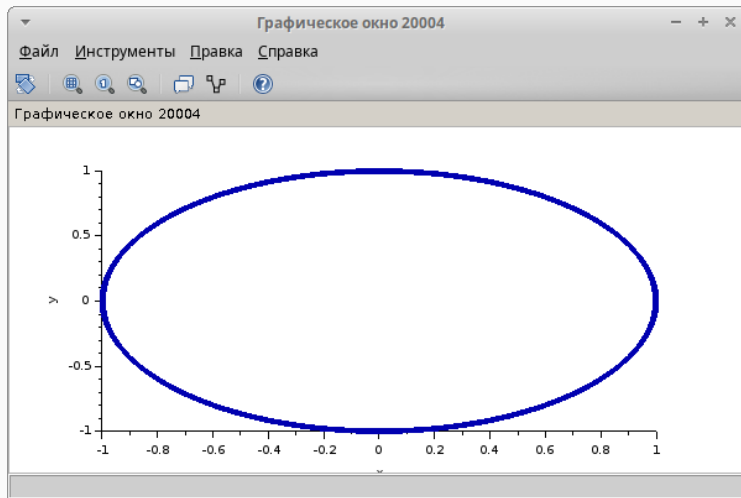 Графическое окно 20004
Файл Инструменты Правка Справка
Графическое окно 20004
1
0.5
y
0
-0.5
-1
-1 -0.8 -0.6 -0.4 -0.2 0 0.2 0.4 0.6 0.8 1